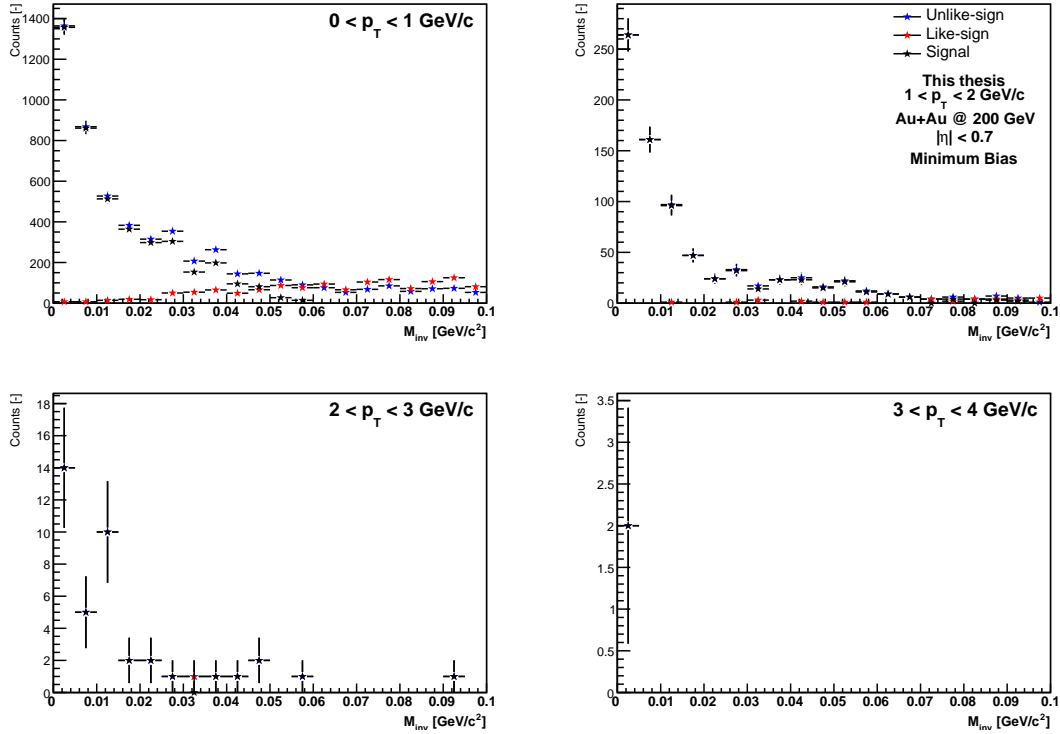 Counts [-]
1400
1200
1000
800
600
400
200
0
0 < p_T < 1 GeV/c
0 0.01 0.02 0.03 0.04 0.05 0.06 0.07 0.08 0.09 0.1
M_inv [GeV/c²]
Counts [-]
250
200
150
100
50
0
Unlike-sign
Like-sign
Signal
This thesis
1 < p_T < 2 GeV/c
Au+Au @ 200 GeV
|η| < 0.7
Minimum Bias
0 0.01 0.02 0.03 0.04 0.05 0.06 0.07 0.08 0.09 0.1
M_inv [GeV/c²]
Counts [-]
18
16
14
12
10
8
6
4
2
0
2 < p_T < 3 GeV/c
0 0.01 0.02 0.03 0.04 0.05 0.06 0.07 0.08 0.09 0.1
M_inv [GeV/c²]
Counts [-]
3.5
3
2.5
2
1.5
1
0.5
0
3 < p_T < 4 GeV/c
0 0.01 0.02 0.03 0.04 0.05 0.06 0.07 0.08 0.09 0.1
M_inv [GeV/c²]